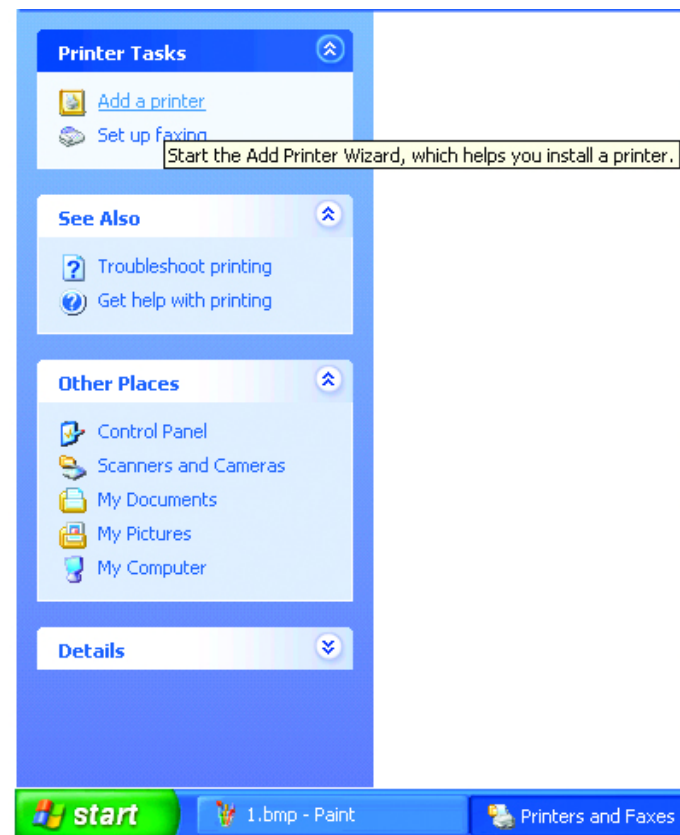 Printer Tasks
Add a printer
Set up faxing
Start the Add Printer Wizard, which helps you install a printer.
See Also
Troubleshoot printing
Get help with printing
Other Places
Control Panel
Scanners and Cameras
My Documents
My Pictures
My Computer
Details
start
1.bmp - Paint
Printers and Faxes